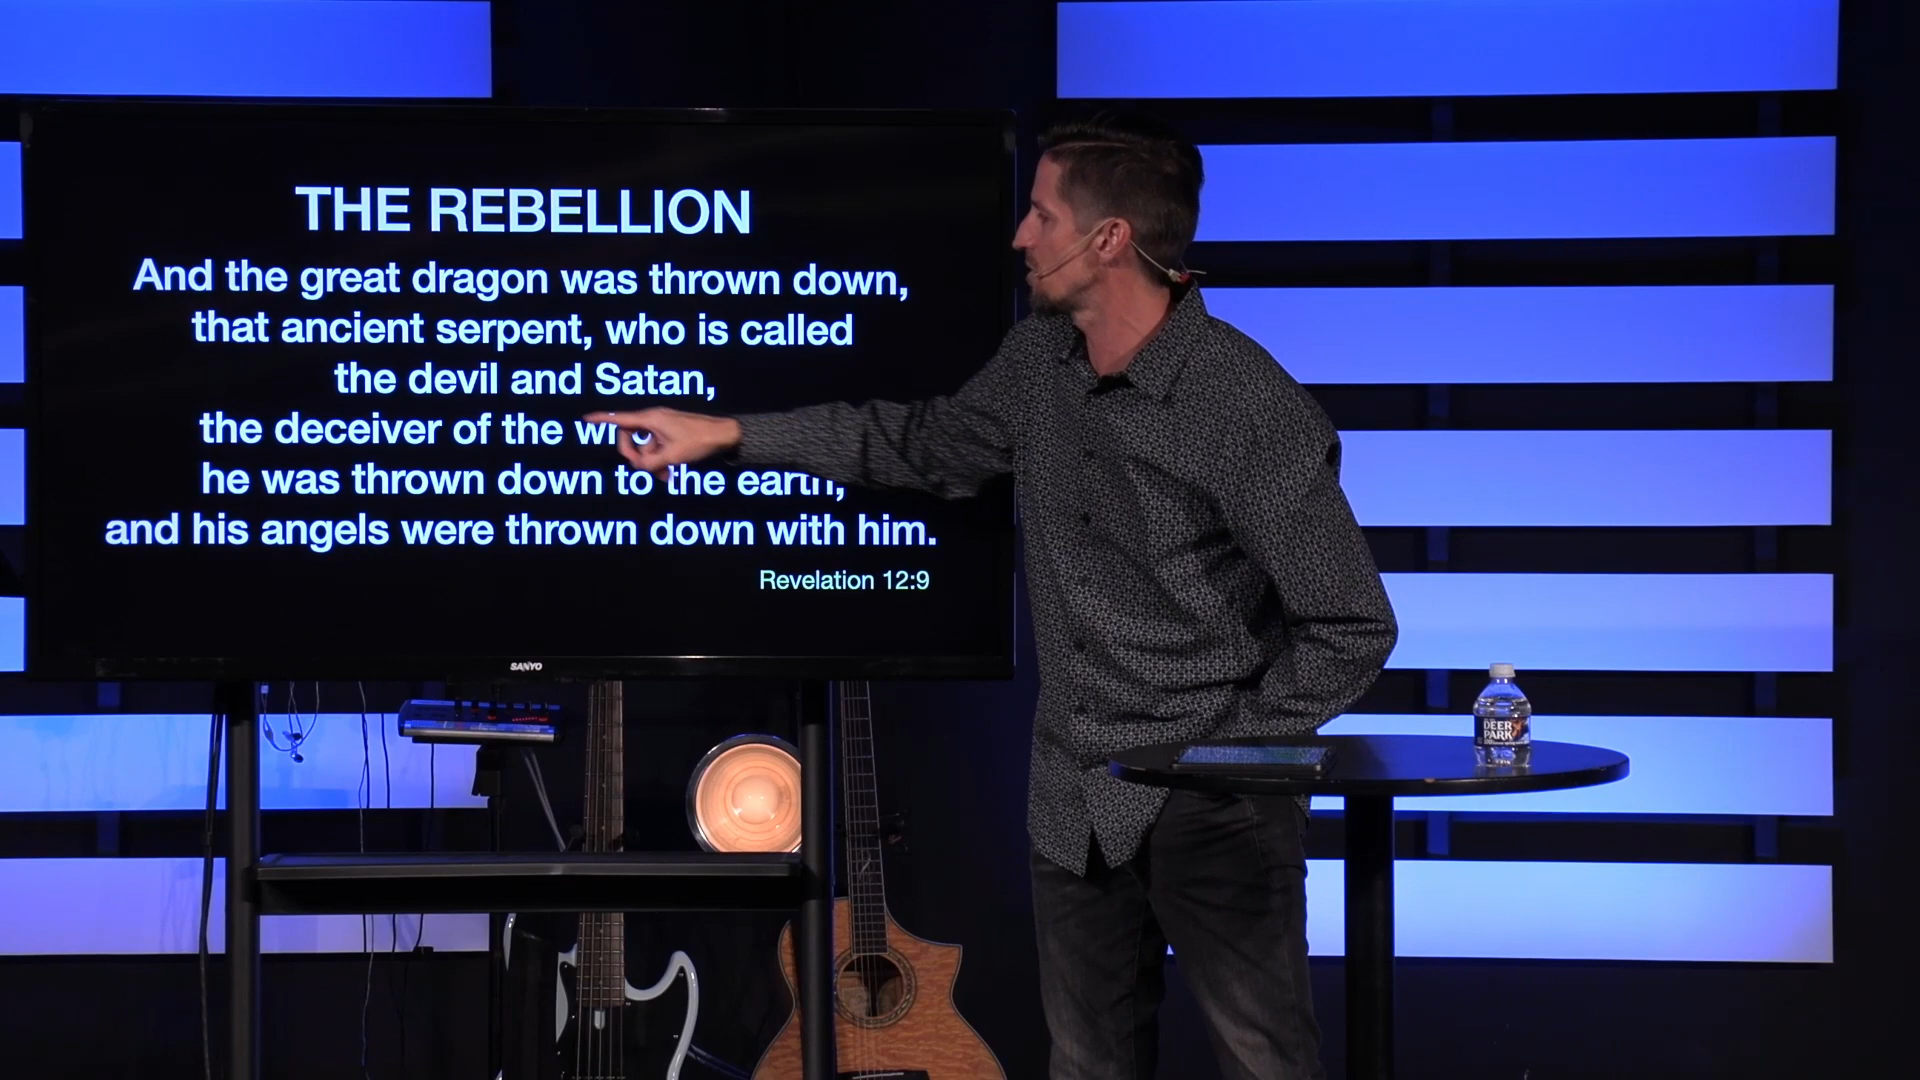 THE REBELLION
And the great dragon was thrown down,
that ancient serpent, who is called
the devil and Satan,
the deceiver of the
he was thrown down to the earth,
and his angels were thrown down with him.
Revelation 12:9
SANYO
DEER
PARK